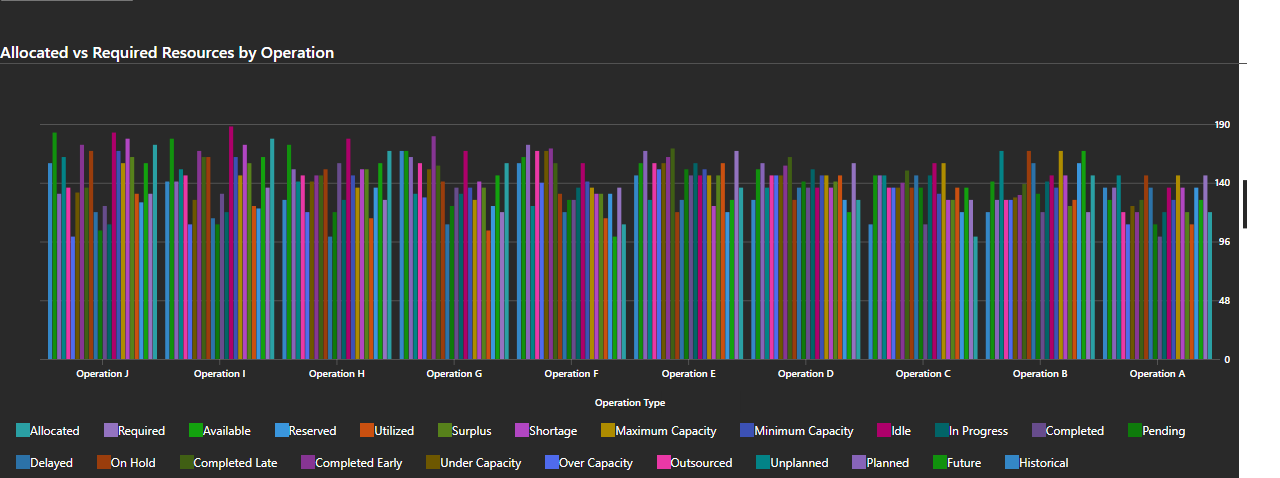 Allocated vs Required Resources by Operation
190
140
96
48
0
Operation J Operation I Operation H Operation G Operation F Operation E Operation D Operation C Operation B Operation A
Operation Type
Allocated Required Available Reserved Utilized Surplus Shortage Maximum Capacity Minimum Capacity Idle In Progress Completed Pending
Delayed On Hold Completed Late Completed Early Under Capacity Over Capacity Outsourced Unplanned Planned Future Historical